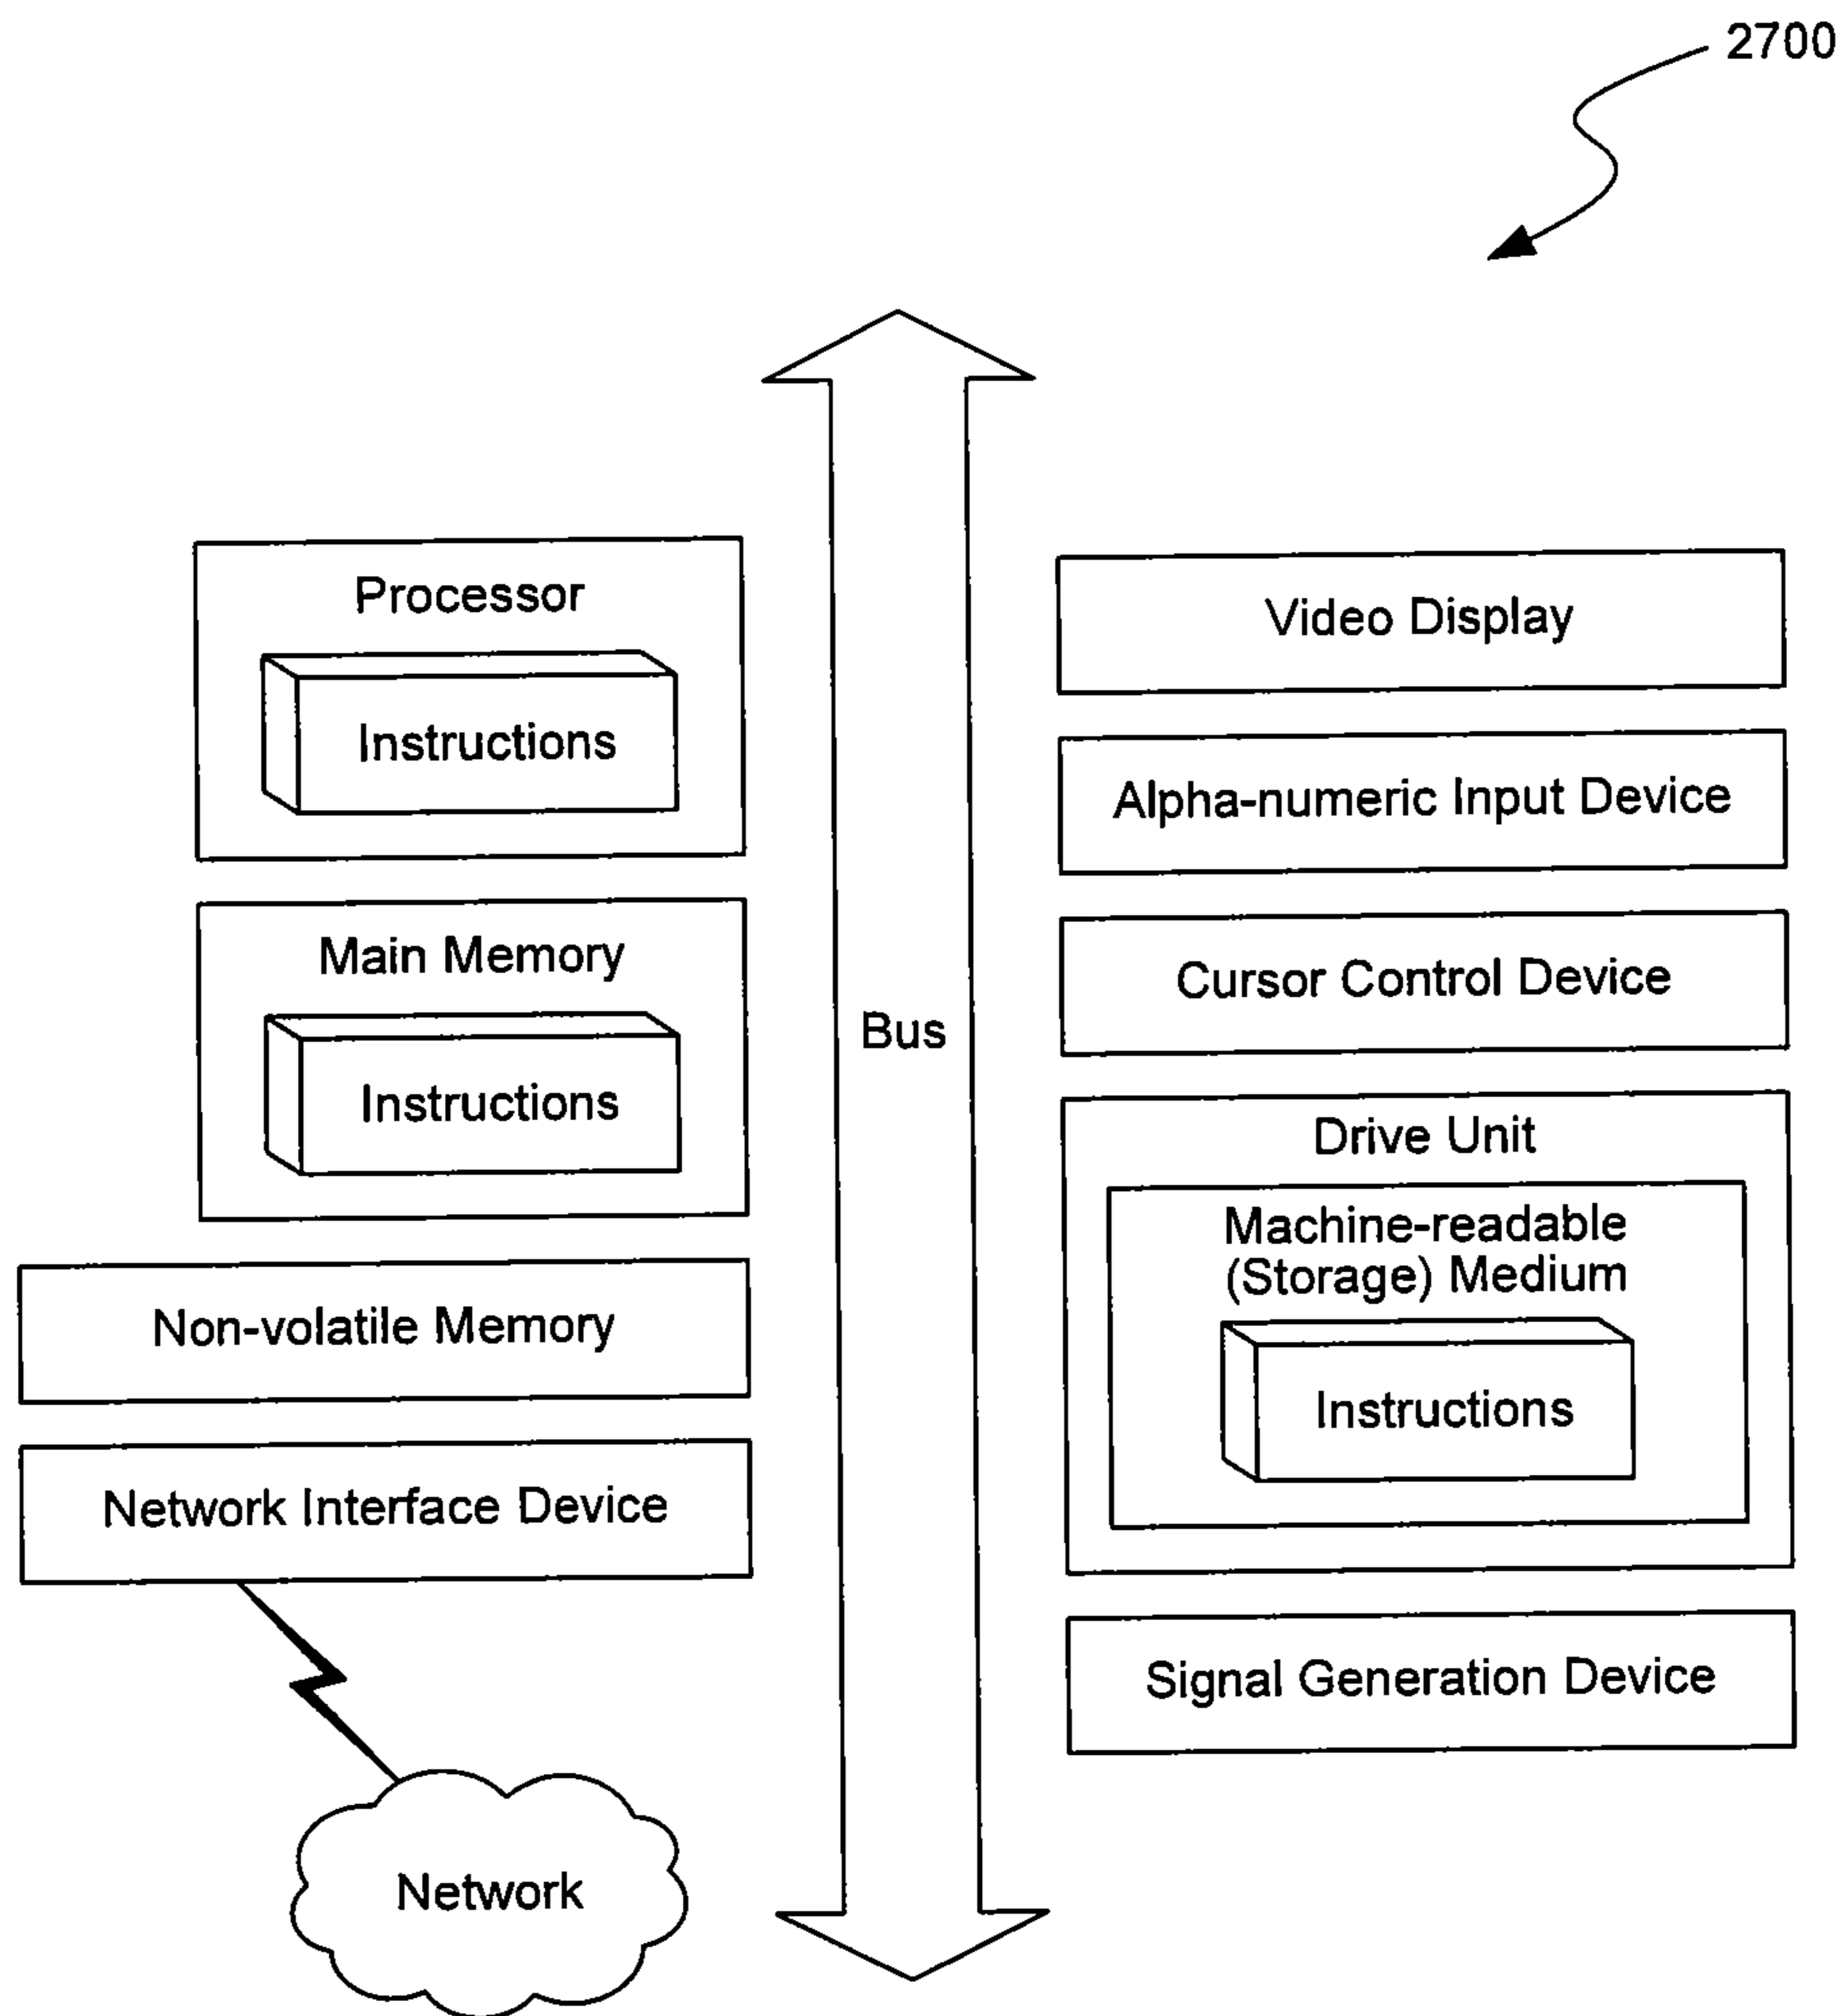 2700
Processor
Instructions
Main Memory
Instructions
Non-volatile Memory
Network Interface Device
Network
Bus
Video Display
Alpha-numeric Input Device
Cursor Control Device
Drive Unit
Machine-readable
(Storage) Medium
Instructions
Signal Generation Device